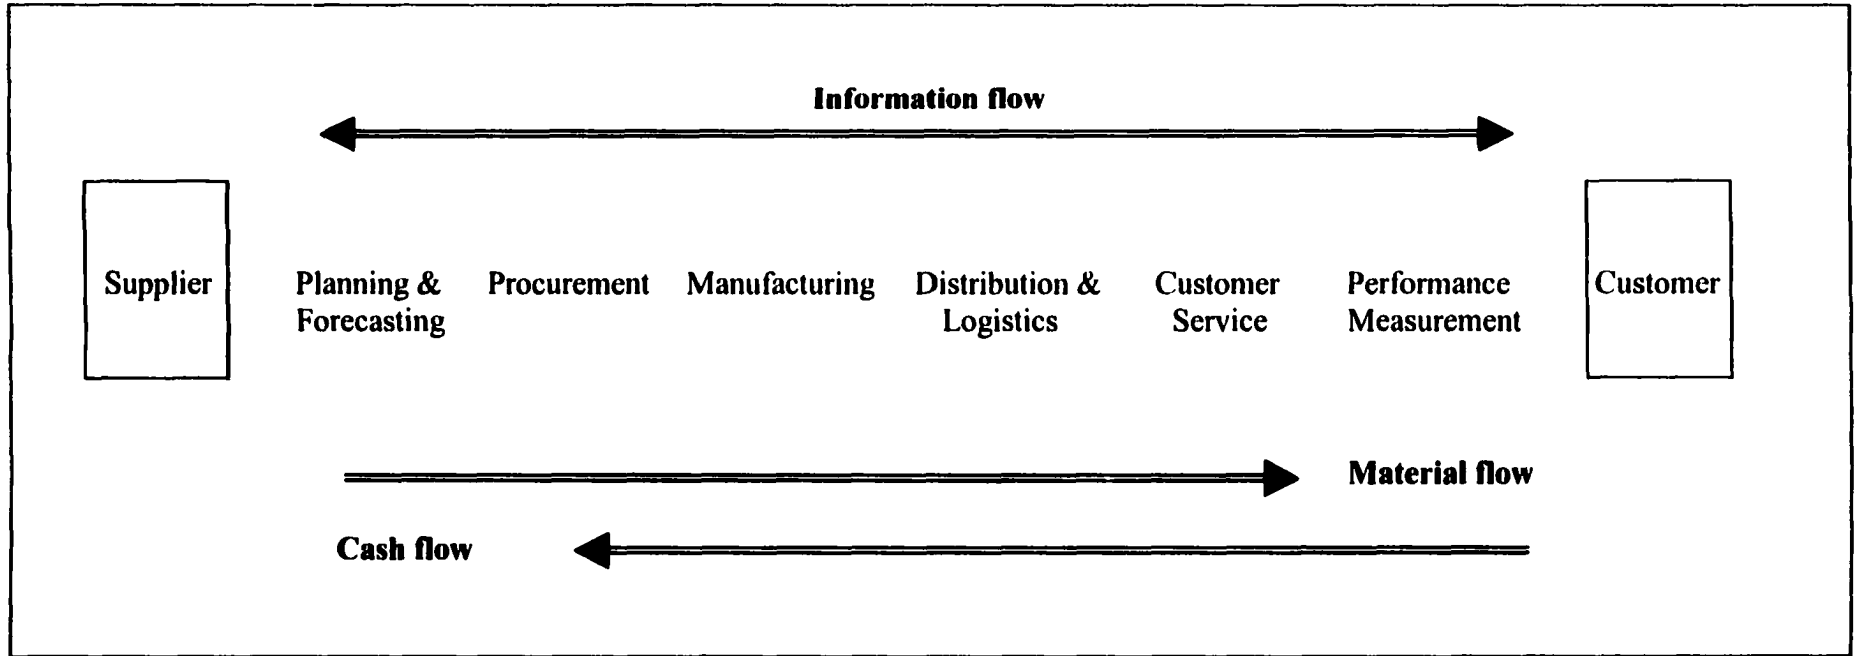 Information flow
Supplier
Planning &
Forecasting
Procurement
Manufacturing
Distribution &
Logistics
Customer
Service
Performance
Measurement
Customer
Material flow
Cash flow